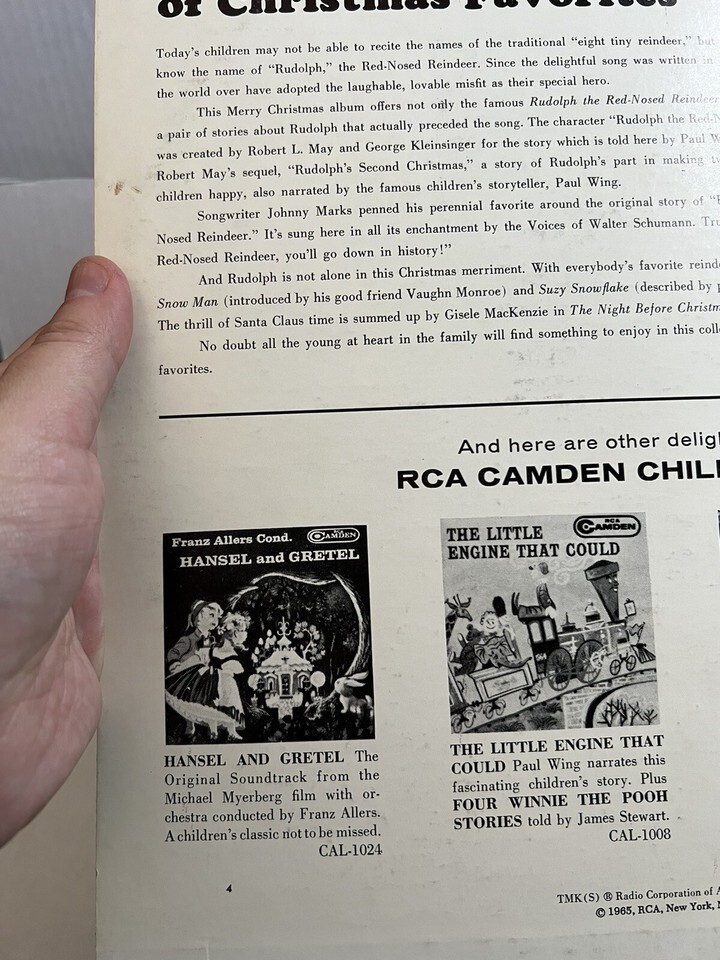 of Christmas Favorites
Today's children may not be able to recite the names of the traditional "eight tiny reindeer," but
know the name of "Rudolph," the Red-Nosed Reindeer. Since the delightful song was written in
the world over have adopted the laughable, lovable misfit as their special hero.
This Merry Christmas album offers not only the famous Rudolph the Red-Nosed Reindeer
a pair of stories about Rudolph that actually preceded the song. The character "Rudolph the Red-N
was created by Robert L. May and George Kleinsinger for the story which is told here by Paul W
Robert May's sequel, "Rudolph's Second Christmas," a story of Rudolph's part in making tw
children happy, also narrated by the famous children's storyteller, Paul Wing.
Songwriter Johnny Marks penned his perennial favorite around the original story of "
Nosed Reindeer." It's sung here in all its enchantment by the Voices of Walter Schumann. Tru
Red-Nosed Reindeer, you'll go down in history!"
And Rudolph is not alone in this Christmas merriment. With everybody's favorite reinde
Snow Man (introduced by his good friend Vaughn Monroe) and Suzy Snowflake (described by p
The thrill of Santa Claus time is summed up by Gisele MacKenzie in The Night Before Christm
No doubt all the young at heart in the family will find something to enjoy in this coll
favorites.
And here are other delig
RCA CAMDEN CHIL
Franz Allers Cond. RCA CAMDEN
HANSEL and GRETEL
HANSEL AND GRETEL The
Original Soundtrack from the
Michael Myerberg film with or-
chestra conducted by Franz Allers.
A children's classic not to be missed.
CAL-1024
THE LITTLE RCA CAMDEN
ENGINE THAT COULD
THE LITTLE ENGINE THAT
COULD Paul Wing narrates this
fascinating children's story. Plus
FOUR WINNIE THE POOH
STORIES told by James Stewart.
CAL-1008
4
TMK(S) ® Radio Corporation of A
© 1965, RCA, New York, N